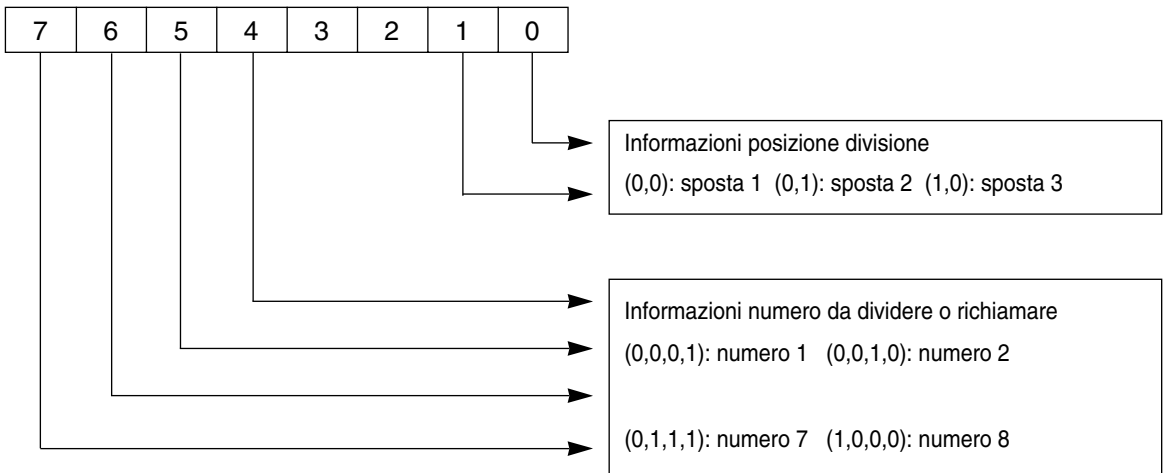 7 6 5 4 3 2 1 0
Informazioni posizione divisione
(0,0): sposta 1 (0,1): sposta 2 (1,0): sposta 3
Informazioni numero da dividere o richiamare
(0,0,0,1): numero 1 (0,0,1,0): numero 2
(0,1,1,1): numero 7 (1,0,0,0): numero 8